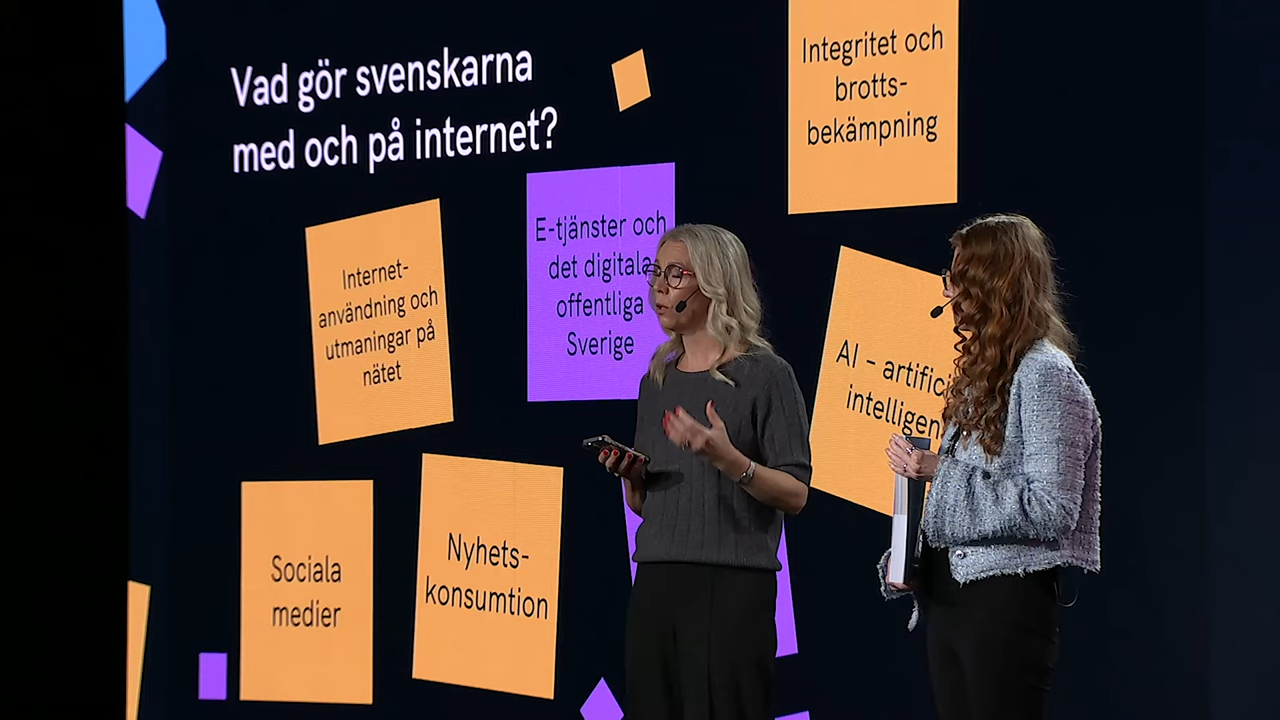 Vad gör svenskarna
med och på internet?
Integritet och
brotts-
bekämpning
E-tjänster och
det digitala
offentliga
Sverige
Internet-
användning och
utmaningar på
nätet
AI – artific
intelligen
Nyhets-
konsumtion
Sociala
medier